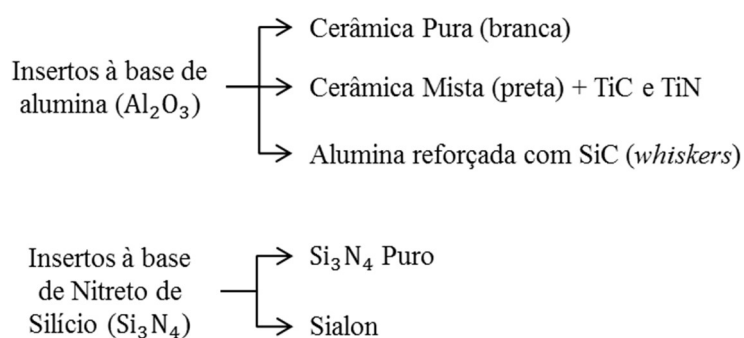 Insertos à base de
alumina (Al₂O₃)
Cerâmica Pura (branca)
Cerâmica Mista (preta) + TiC e TiN
Alumina reforçada com SiC (whiskers)
Insertos à base
de Nitreto de
Silício (Si₃N₄)
Si₃N₄ Puro
Sialon